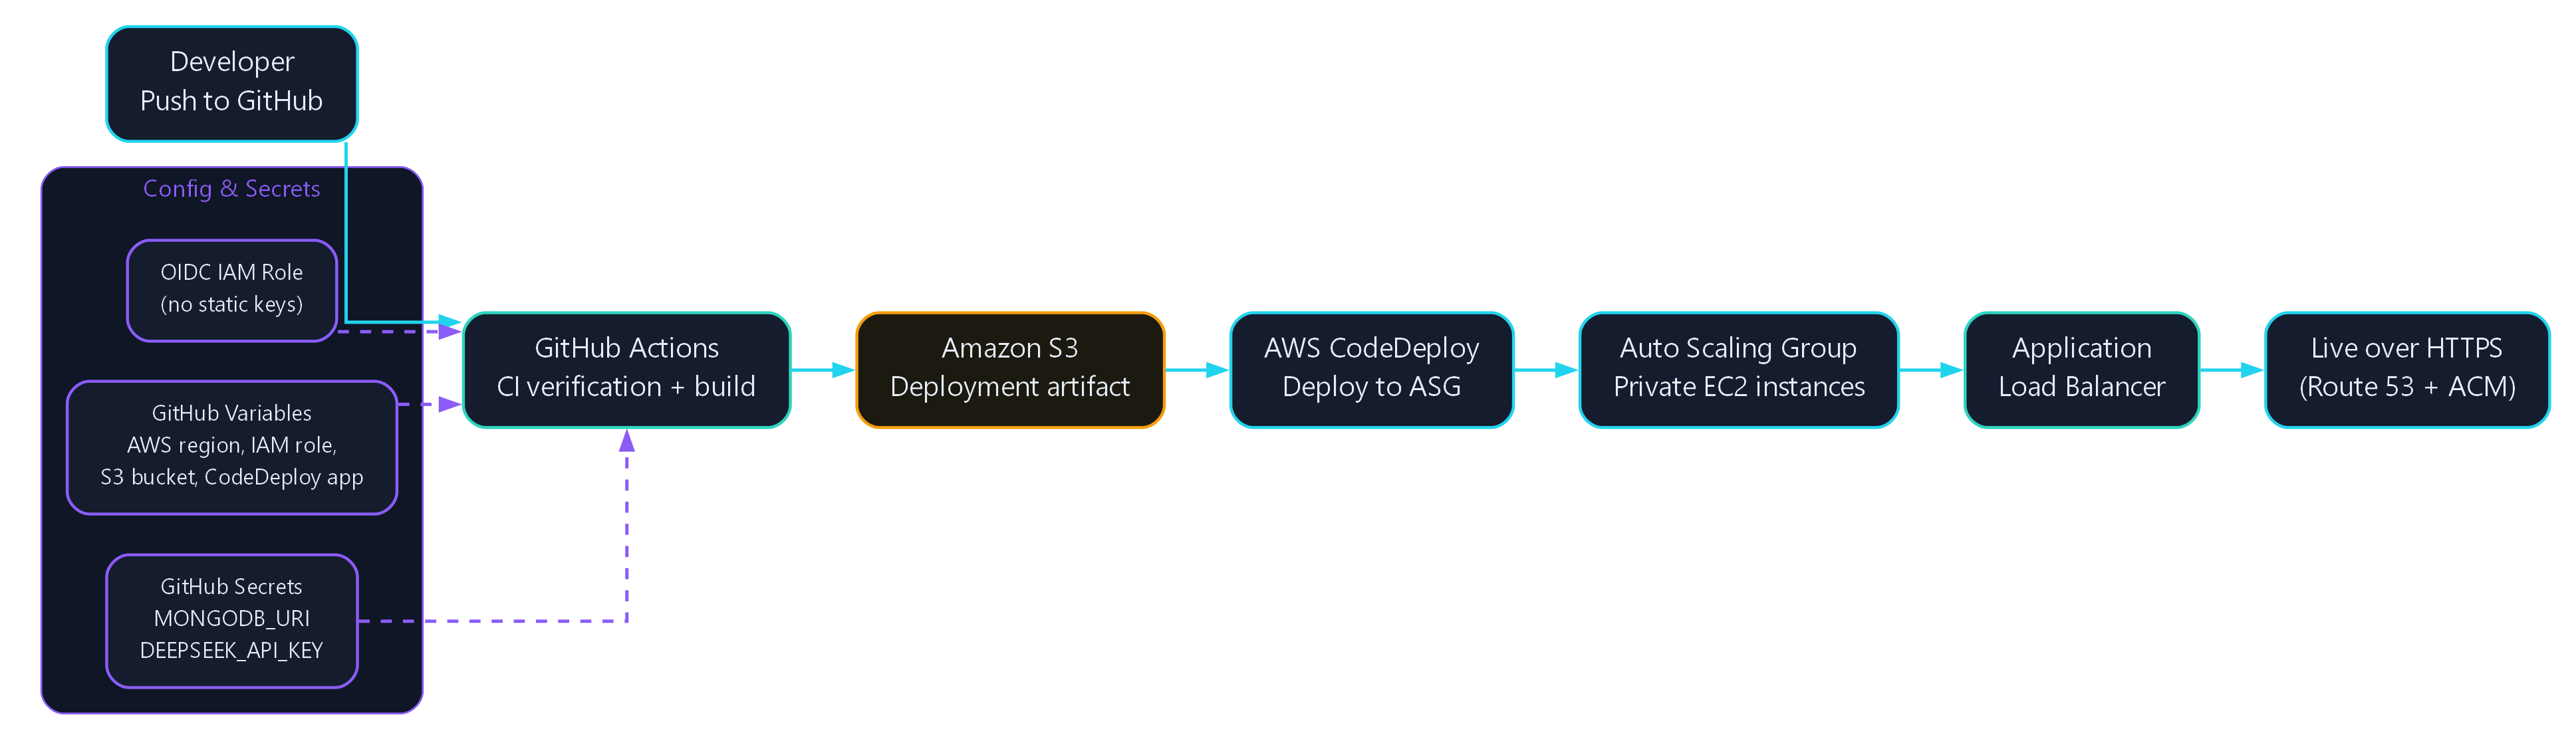 Developer
Push to GitHub
Config & Secrets
OIDC IAM Role
(no static keys)
GitHub Variables
AWS region, IAM role,
S3 bucket, CodeDeploy app
GitHub Secrets
MONGODB_URI
DEEPSEEK_API_KEY
GitHub Actions
CI verification + build
Amazon S3
Deployment artifact
AWS CodeDeploy
Deploy to ASG
Auto Scaling Group
Private EC2 instances
Application
Load Balancer
Live over HTTPS
(Route 53 + ACM)